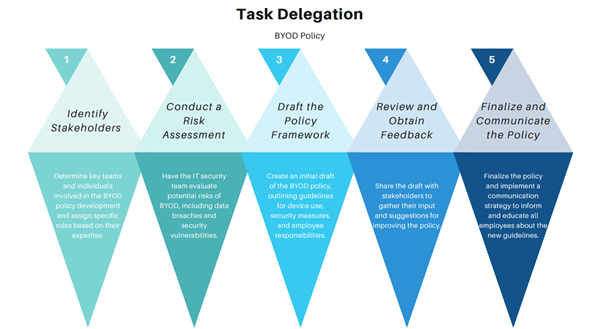 Task Delegation
BYOD Policy
1
Identify
Stakeholders
Determine key teams
and individuals
involved in the BYOD
policy development
and assign specific
roles based on their
expertise.
2
Conduct a
Risk
Assessment
Have the IT security
team evaluate
potential risks of
BYOD, including data
breaches and
security
vulnerabilities.
3
Draft the
Policy
Framework
Create an initial draft
of the BYOD policy,
outlining guidelines
for device use,
security measures,
and employee
responsibilities.
4
Review and
Obtain
Feedback
Share the draft with
stakeholders to
gather their input
and suggestions for
improving the policy.
5
Finalize and
Communicate
the Policy
Finalize the policy
and implement a
communication
strategy to inform
and educate all
employees about the
new guidelines.